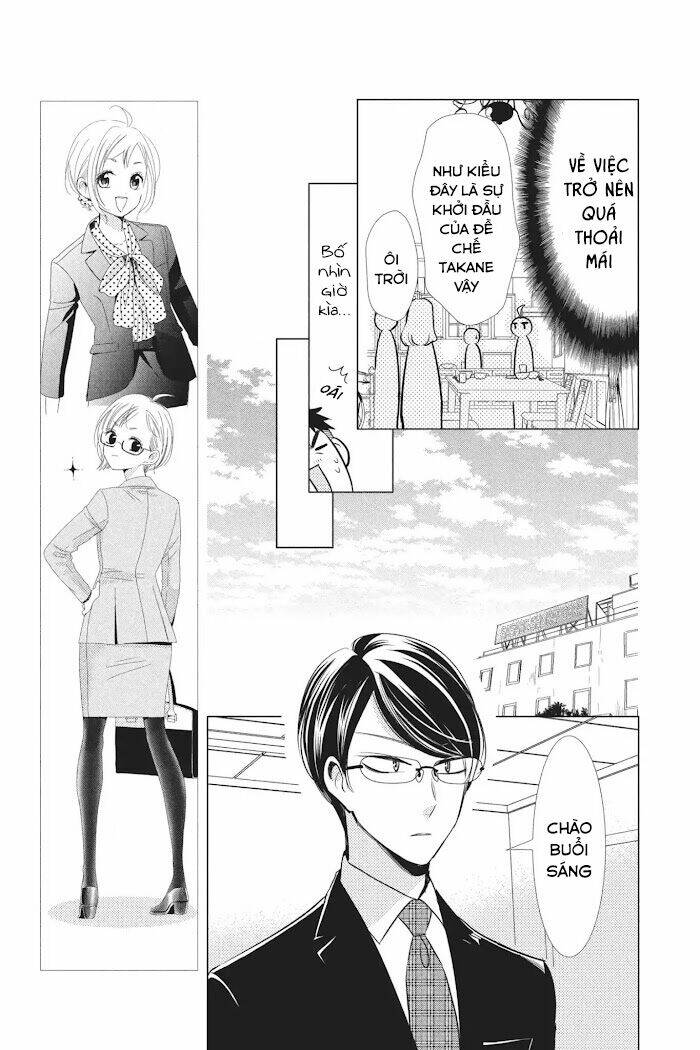 VỀ VIỆC
TRỞ NÊN
QUÁ
THOẢI
MÁI
NHƯ KIỂU
ĐÂY LÀ SỰ
KHỞI ĐẦU
CỦA ĐẾ
CHẾ
TAKANE
VẬY
ÔI
TRỜI
Bố
nhìn
giờ
kìa...
OÁI
CHÀO
BUỔI
SÁNG